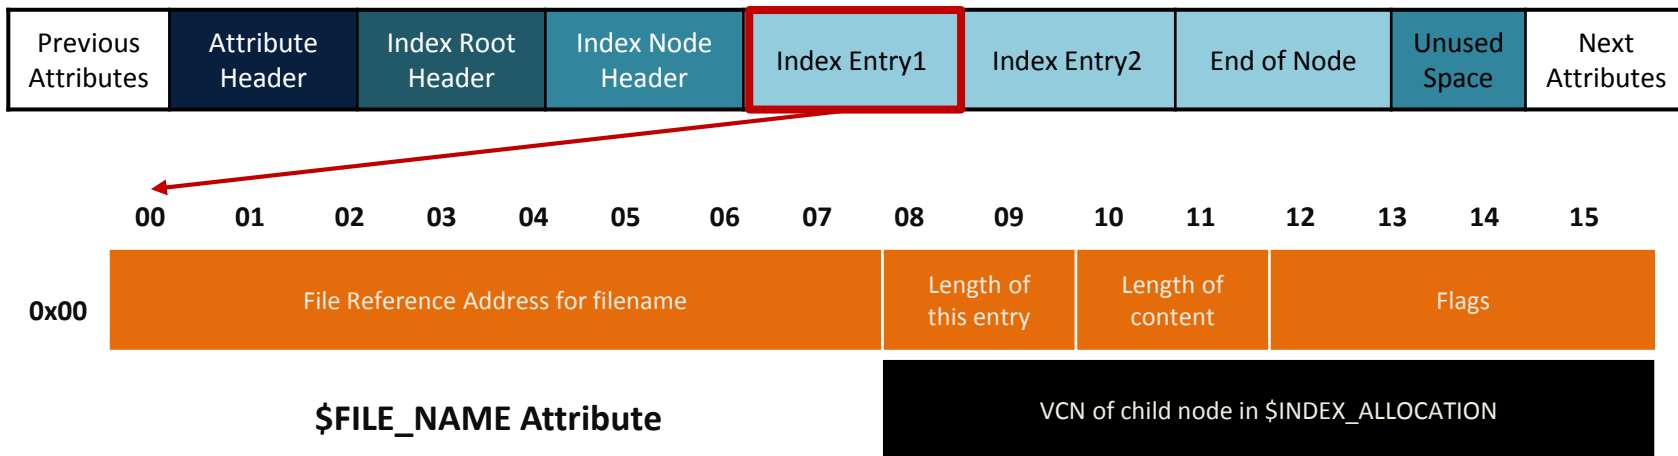 Previous Attributes
Attribute Header
Index Root Header
Index Node Header
Index Entry1
Index Entry2
End of Node
Unused Space
Next Attributes
00 01 02 03 04 05 06 07 08 09 10 11 12 13 14 15
0x00
File Reference Address for filename
Length of this entry
Length of content
Flags
$FILE_NAME Attribute
VCN of child node in $INDEX_ALLOCATION